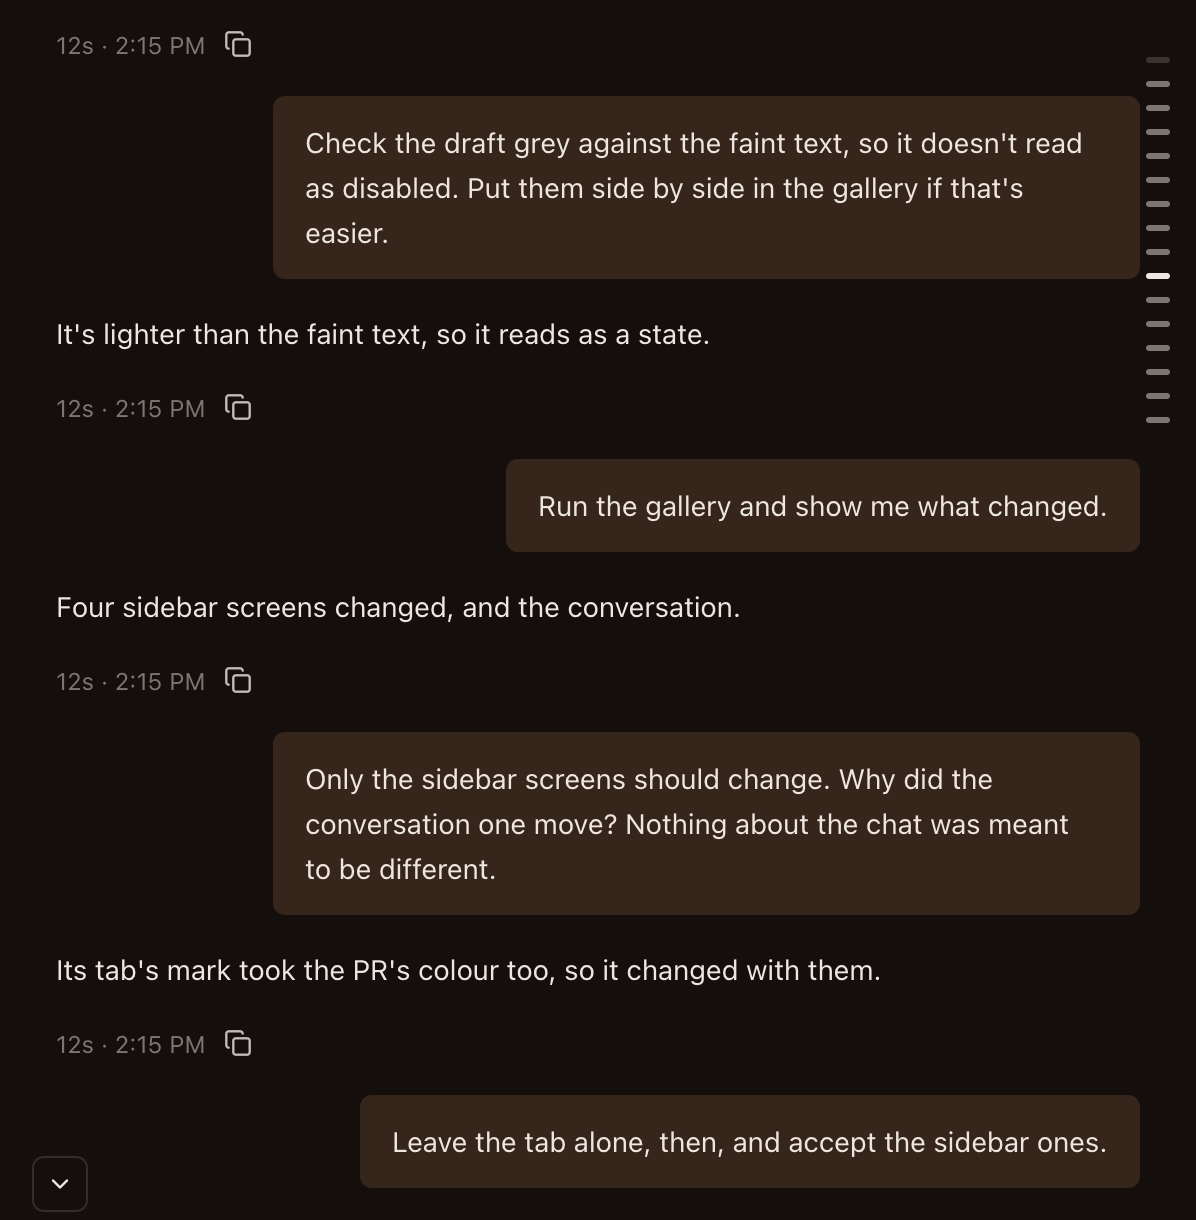 12s · 2:15 PM
Check the draft grey against the faint text, so it doesn't read
as disabled. Put them side by side in the gallery if that's
easier.
It's lighter than the faint text, so it reads as a state.
12s · 2:15 PM
Run the gallery and show me what changed.
Four sidebar screens changed, and the conversation.
12s · 2:15 PM
Only the sidebar screens should change. Why did the
conversation one move? Nothing about the chat was meant
to be different.
Its tab's mark took the PR's colour too, so it changed with them.
12s · 2:15 PM
Leave the tab alone, then, and accept the sidebar ones.